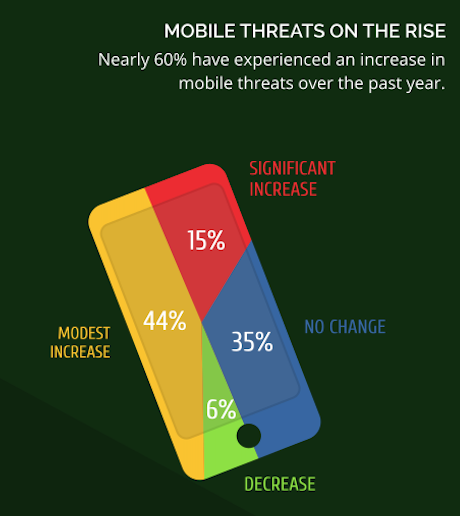 MOBILE THREATS ON THE RISE
Nearly 60% have experienced an increase in
mobile threats over the past year.
SIGNIFICANT
INCREASE
15%
44%
MODEST
INCREASE
NO CHANGE
35%
6%
DECREASE